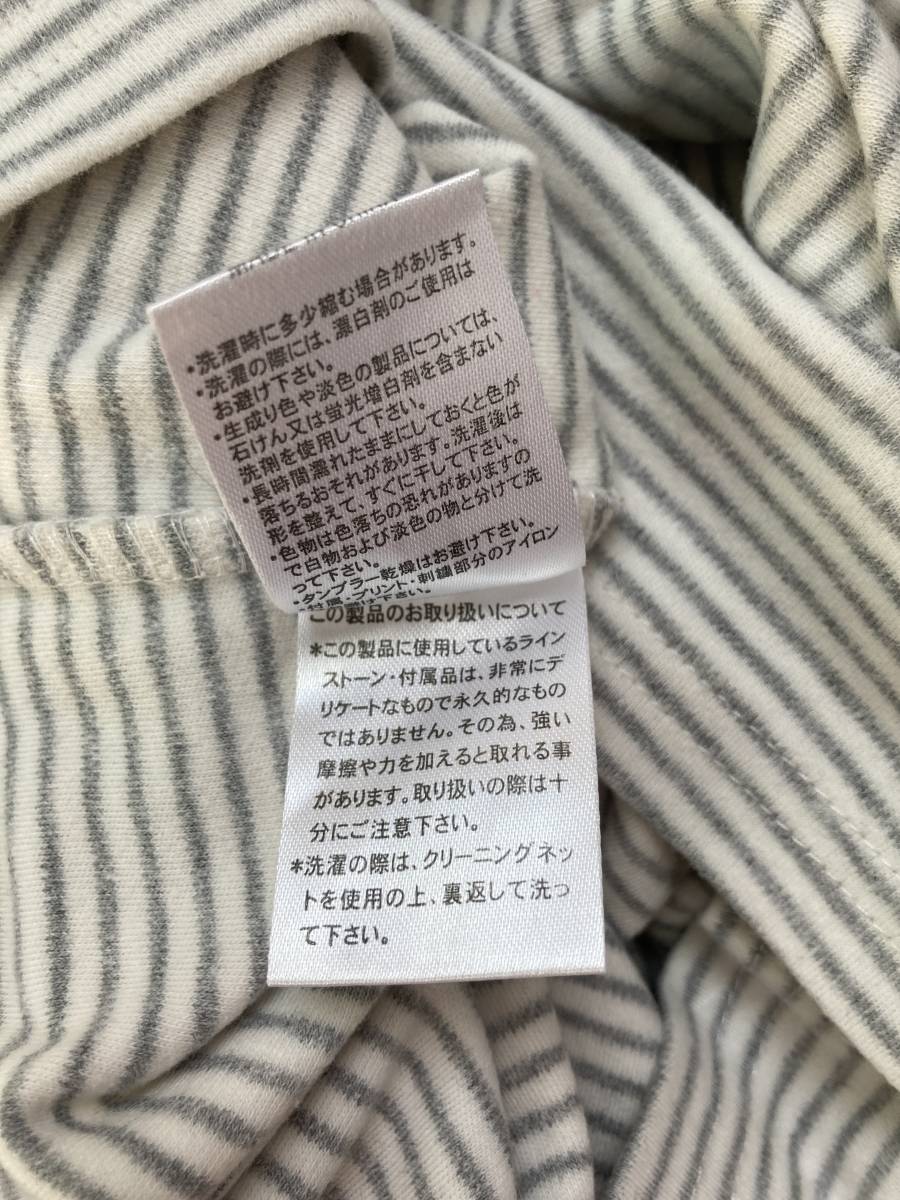 ・洗濯時に多少縮む場合があります。
・洗濯の際には、漂白剤のご使用は
お避け下さい。
・生成り色や淡色の製品については、
石けん又は蛍光増白剤を含まない
洗剤を使用して下さい。
・長時間濡れたままにしておくと色が
落ちるおそれがあります。洗濯後は
形を整えて、すぐに干して下さい。
・色物は色落ちの恐れがありますの
で白物および淡色の物と分けて洗
って下さい。
・タンブラー乾燥はお避け下さい。
・付属・プリント・刺繍部分のアイロン
この製品のお取り扱いについて
*この製品に使用しているライン
ストーン・付属品は、非常にデ
リケートなもので永久的なもの
ではありません。その為、強い
摩擦や力を加えると取れる事
があります。取り扱いの際は十
分にご注意下さい。
*洗濯の際は、クリーニングネッ
トを使用の上、裏返して洗っ
て下さい。